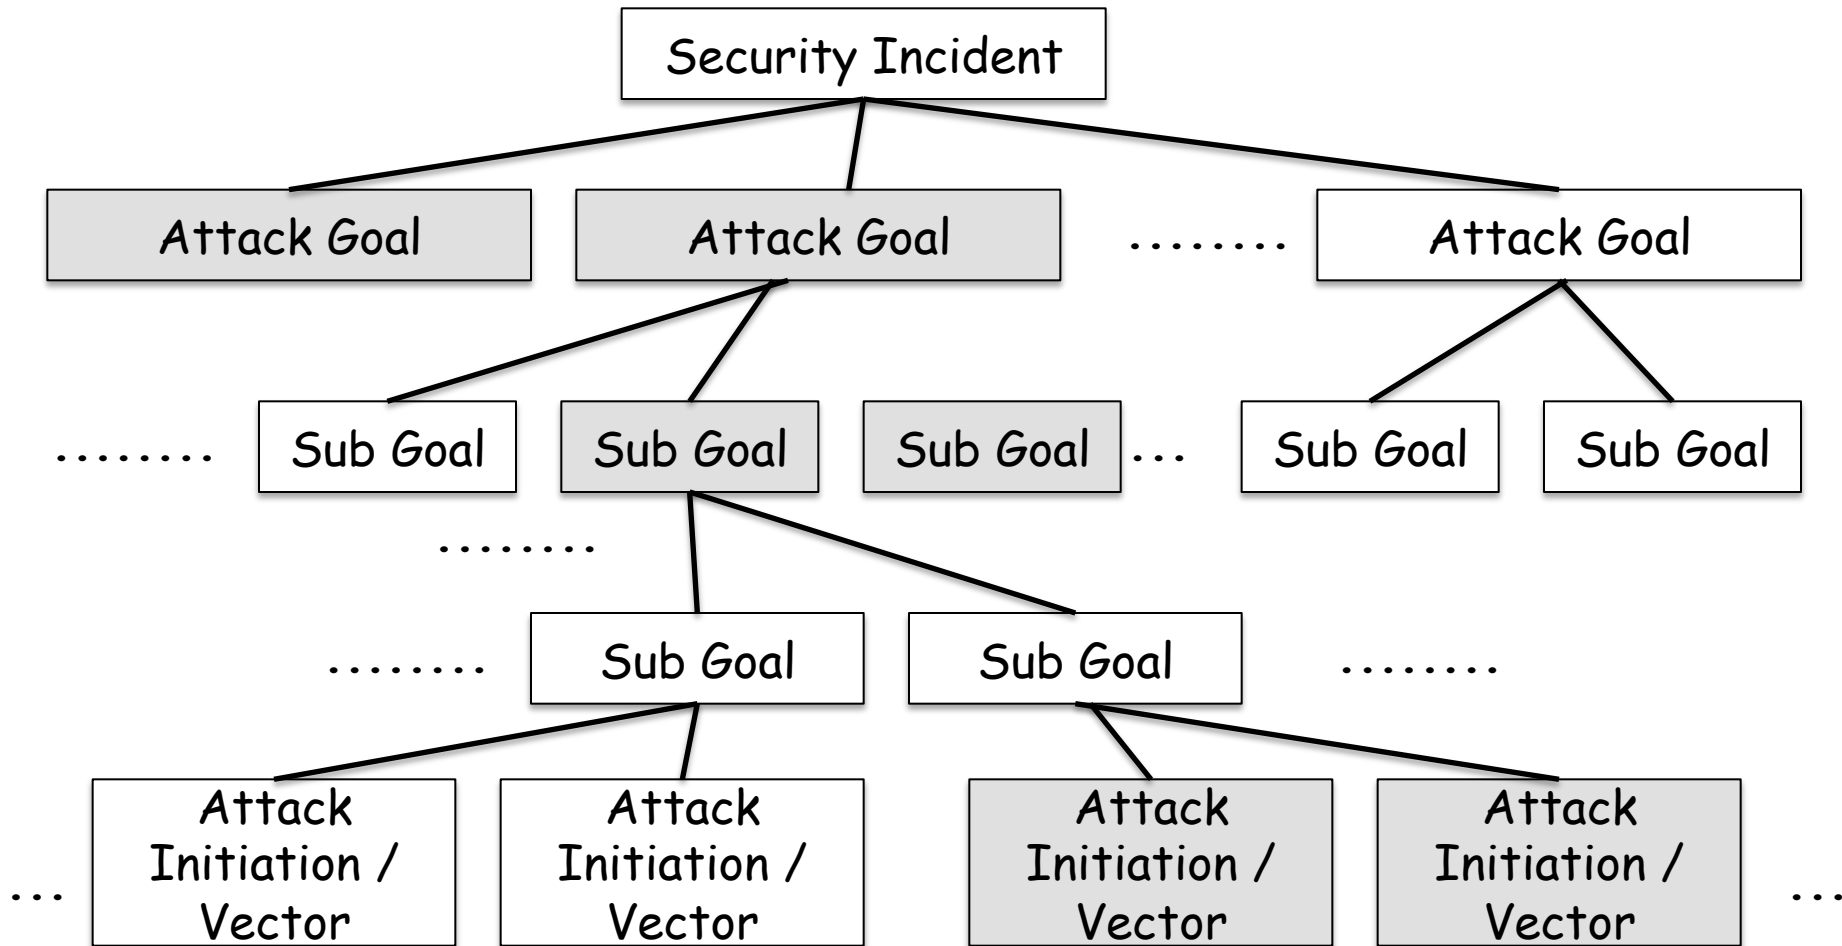 Security Incident
Attack Goal
Attack Goal
........
Attack Goal
........
Sub Goal
Sub Goal
Sub Goal
...
Sub Goal
Sub Goal
........
........
Sub Goal
Sub Goal
........
...
Attack
Initiation /
Vector
Attack
Initiation /
Vector
Attack
Initiation /
Vector
Attack
Initiation /
Vector
...